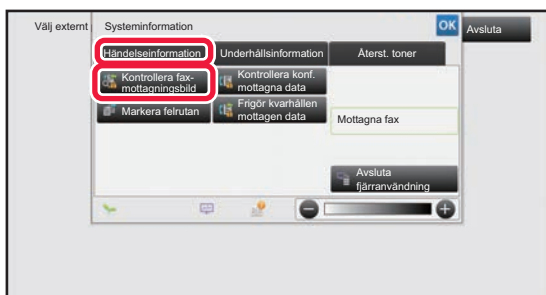 Välj externt
Systeminformation
OK
Avsluta
Händelseinformation
Underhållsinformation
Återst. toner
Kontrollera fax-
mottagningsbild
Kontrollera konf.
mottagna data
Markera felrutan
Frigör kvarhållen
mottagen data
Mottagna fax
Avsluta
fjärranvändning